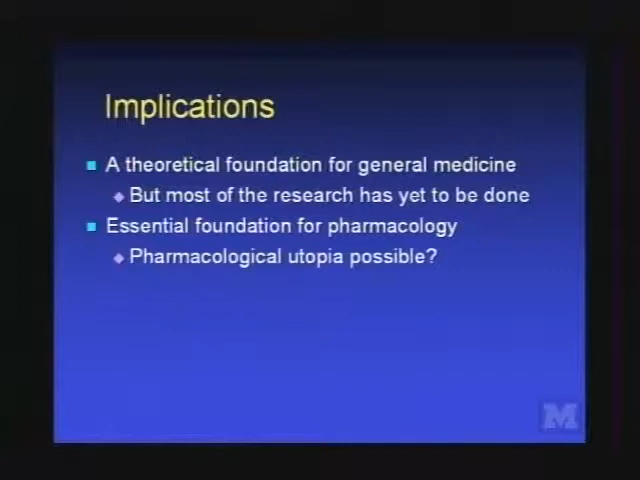 Implications
A theoretical foundation for general medicine
But most of the research has yet to be done
Essential foundation for pharmacology
Pharmacological utopia possible?
M